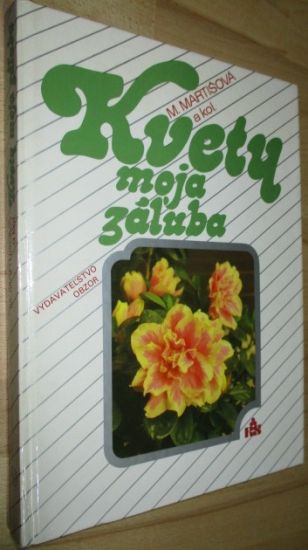 M. MARTIŠOVÁ
a kol.
Kvety
moja
záľuba
VYDAVATEĽSTVO
OBZOR